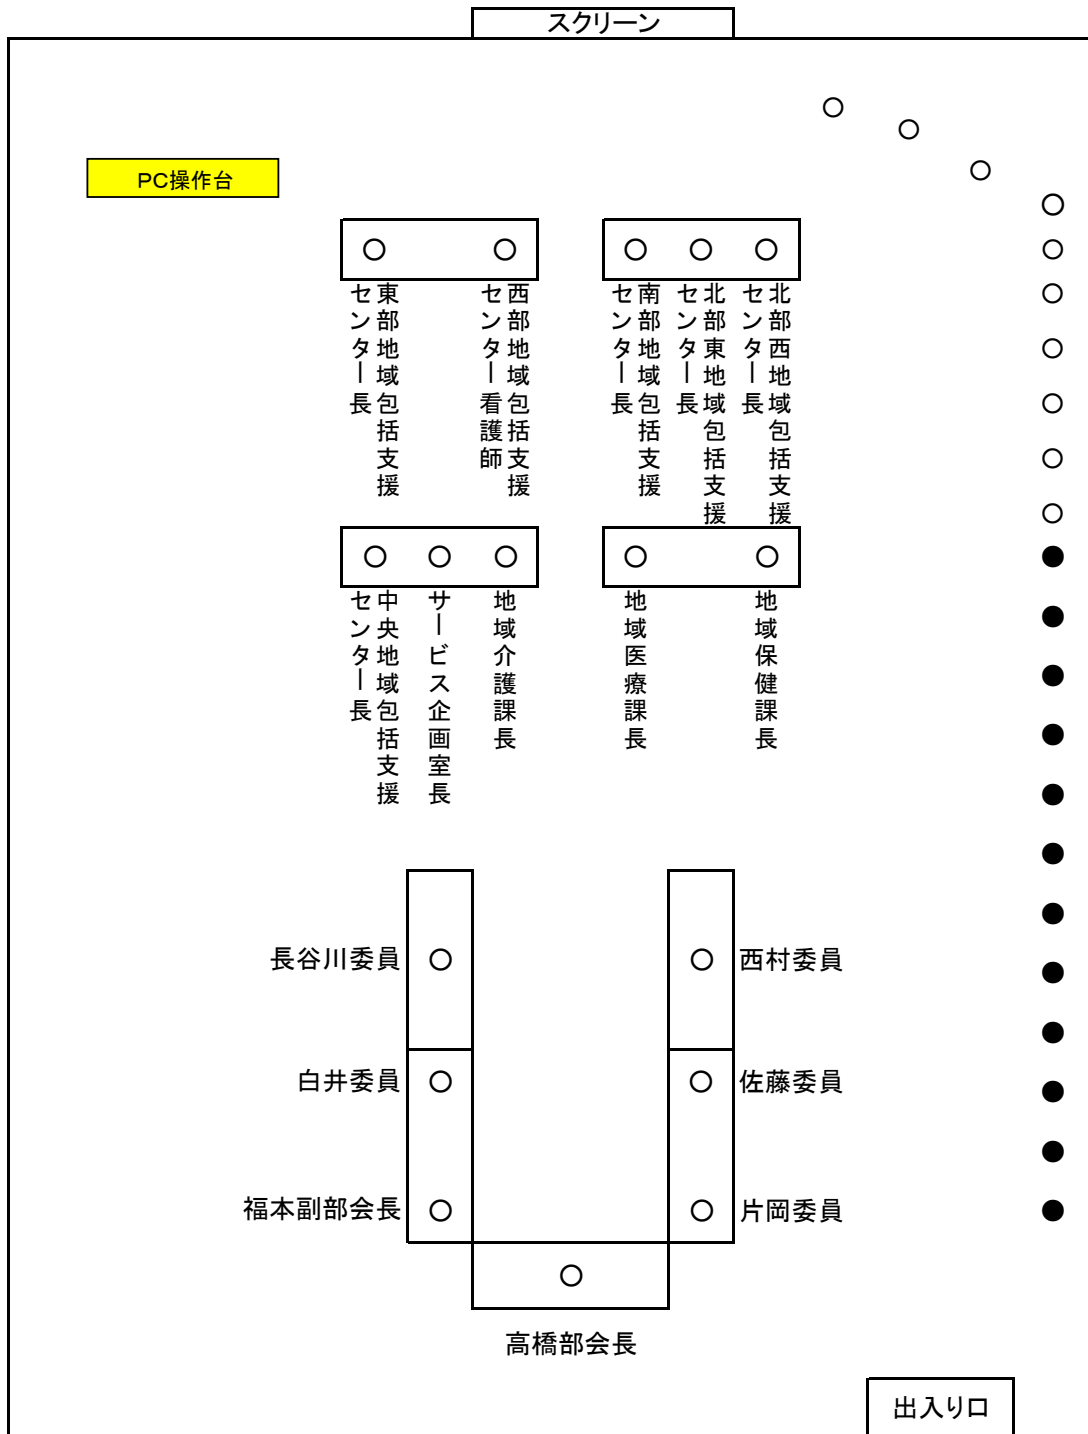 スクリーン
PC操作台
東部地域包括支援
センター長
西部地域包括支援
センター看護師
南部地域包括支援
センター長
北部東地域包括支援
センター長
北部西地域包括支援
センター長
中央地域包括支援
センター長
サービス企画室長
地域介護課長
地域医療課長
地域保健課長
長谷川委員
西村委員
白井委員
佐藤委員
福本副部会長
片岡委員
高橋部会長
出入り口